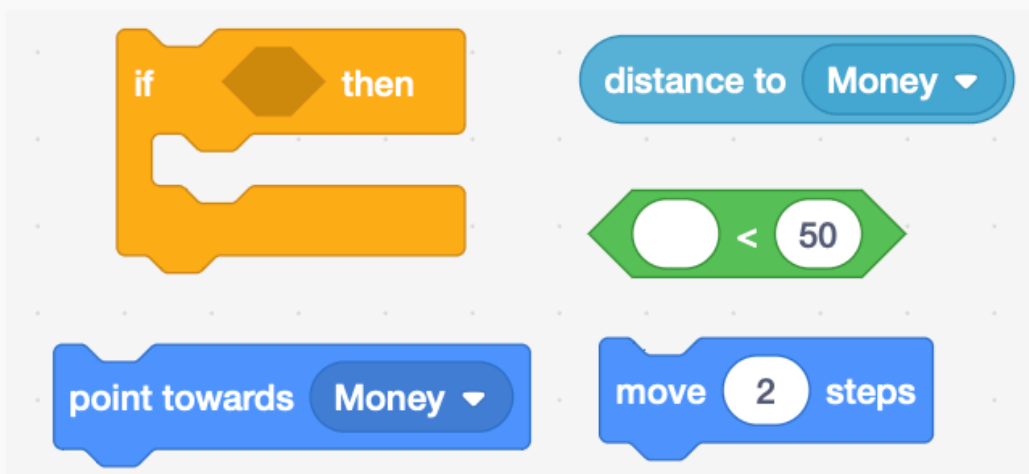 if then
distance to Money
< 50
point towards Money
move 2 steps